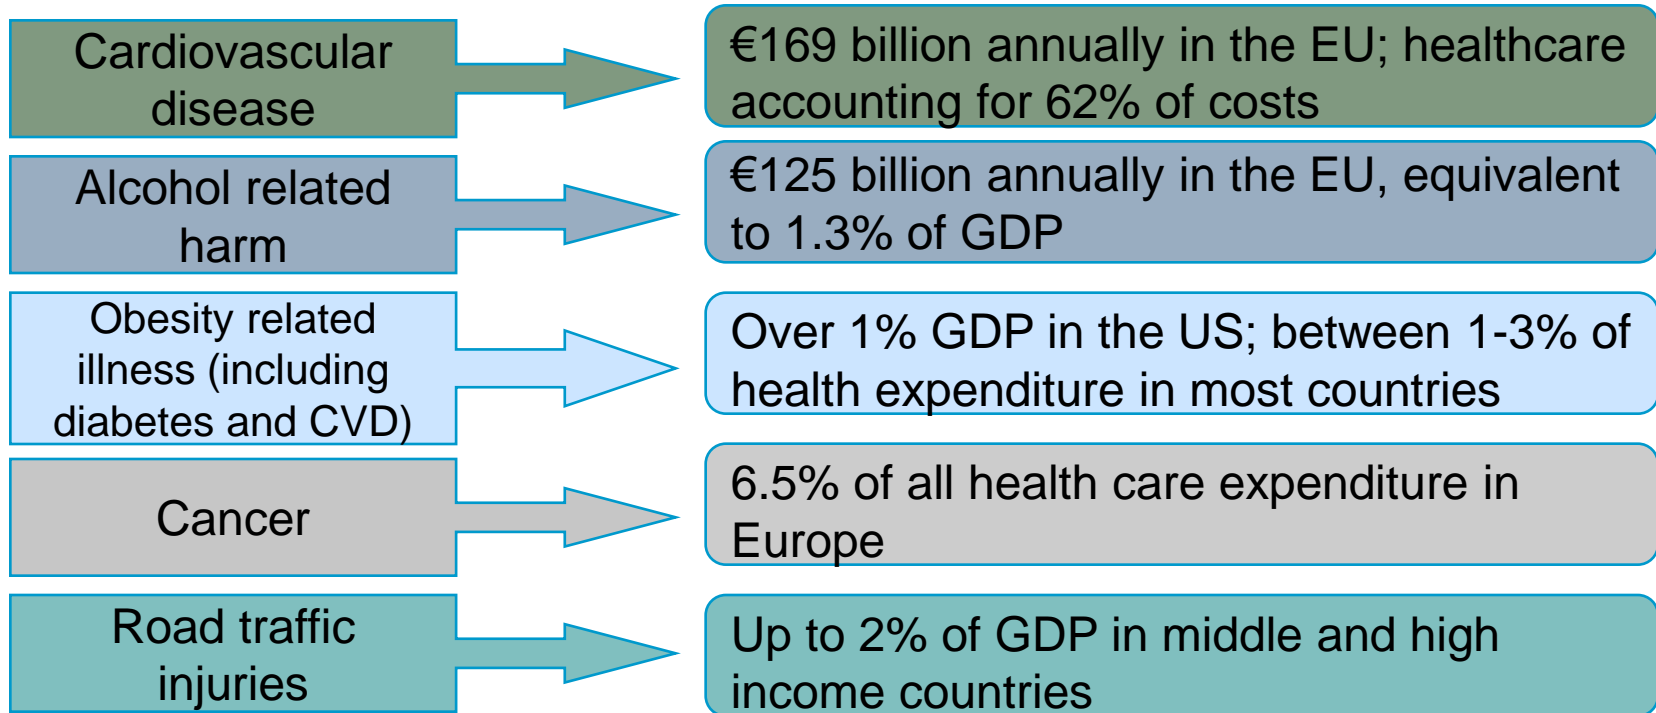 Cardiovascular
disease
€169 billion annually in the EU; healthcare
accounting for 62% of costs
Alcohol related
harm
€125 billion annually in the EU, equivalent
to 1.3% of GDP
Obesity related
illness (including
diabetes and CVD)
Over 1% GDP in the US; between 1-3% of
health expenditure in most countries
Cancer
6.5% of all health care expenditure in
Europe
Road traffic
injuries
Up to 2% of GDP in middle and high
income countries